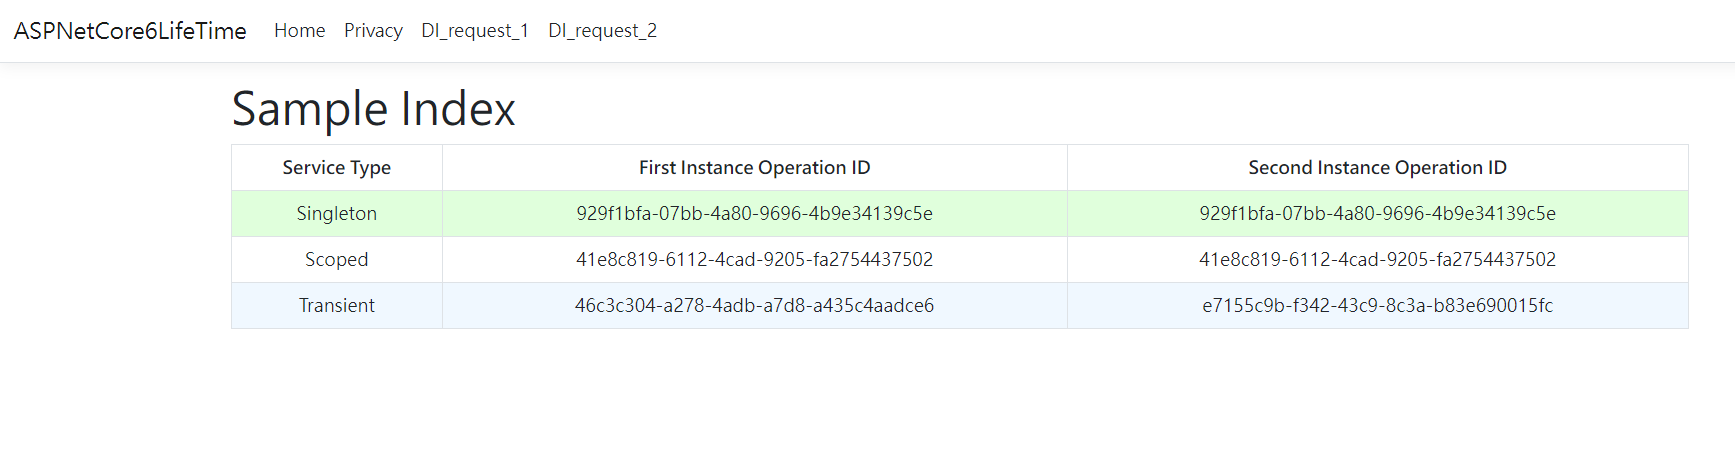 ASPNetCore6LifeTime Home Privacy DI_request_1 DI_request_2
Sample Index
Service Type First Instance Operation ID Second Instance Operation ID
Singleton 929f1bfa-07bb-4a80-9696-4b9e34139c5e 929f1bfa-07bb-4a80-9696-4b9e34139c5e
Scoped 41e8c819-6112-4cad-9205-fa2754437502 41e8c819-6112-4cad-9205-fa2754437502
Transient 46c3c304-a278-4adb-a7d8-a435c4aadce6 e7155c9b-f342-43c9-8c3a-b83e690015fc